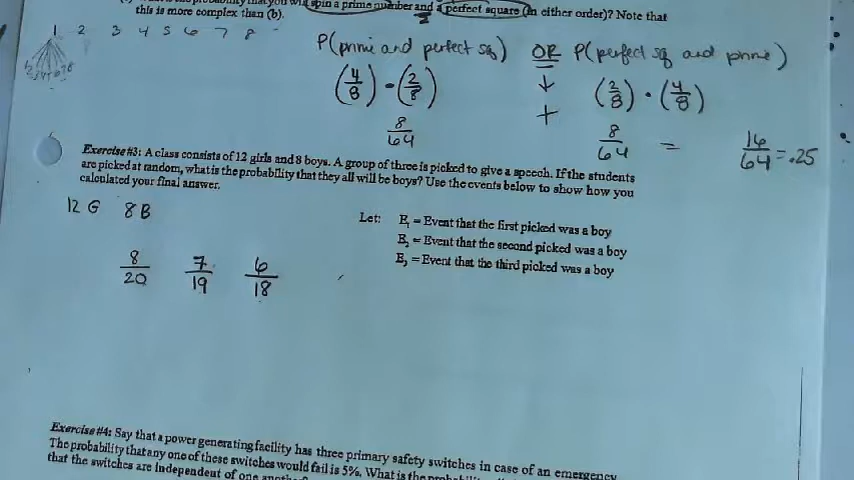 that you will spin a prime number and a perfect square (in either order)? Note that
this is more complex than (b).
1 2 3 4 5 6 7 8
P(prime and perfect sq) OR P(perfect sq and prime)
(4/8) • (2/8) + (2/8) • (4/8)
8/64 8/64 = 16/64 = .25
Exercise #3: A class consists of 12 girls and 8 boys. A group of three is picked to give a speech. If the students
are picked at random, what is the probability that they all will be boys? Use the events below to show how you
calculated your final answer.
12 G 8B
Let: E₁ = Event that the first picked was a boy
E₂ = Event that the second picked was a boy
E₃ = Event that the third picked was a boy
8/20 7/19 6/18
Exercise #4: Say that a power generating facility has three primary safety switches in case of an emergency
The probability that any one of these switches would fail is 5%. What is the
that the switches are independent of one